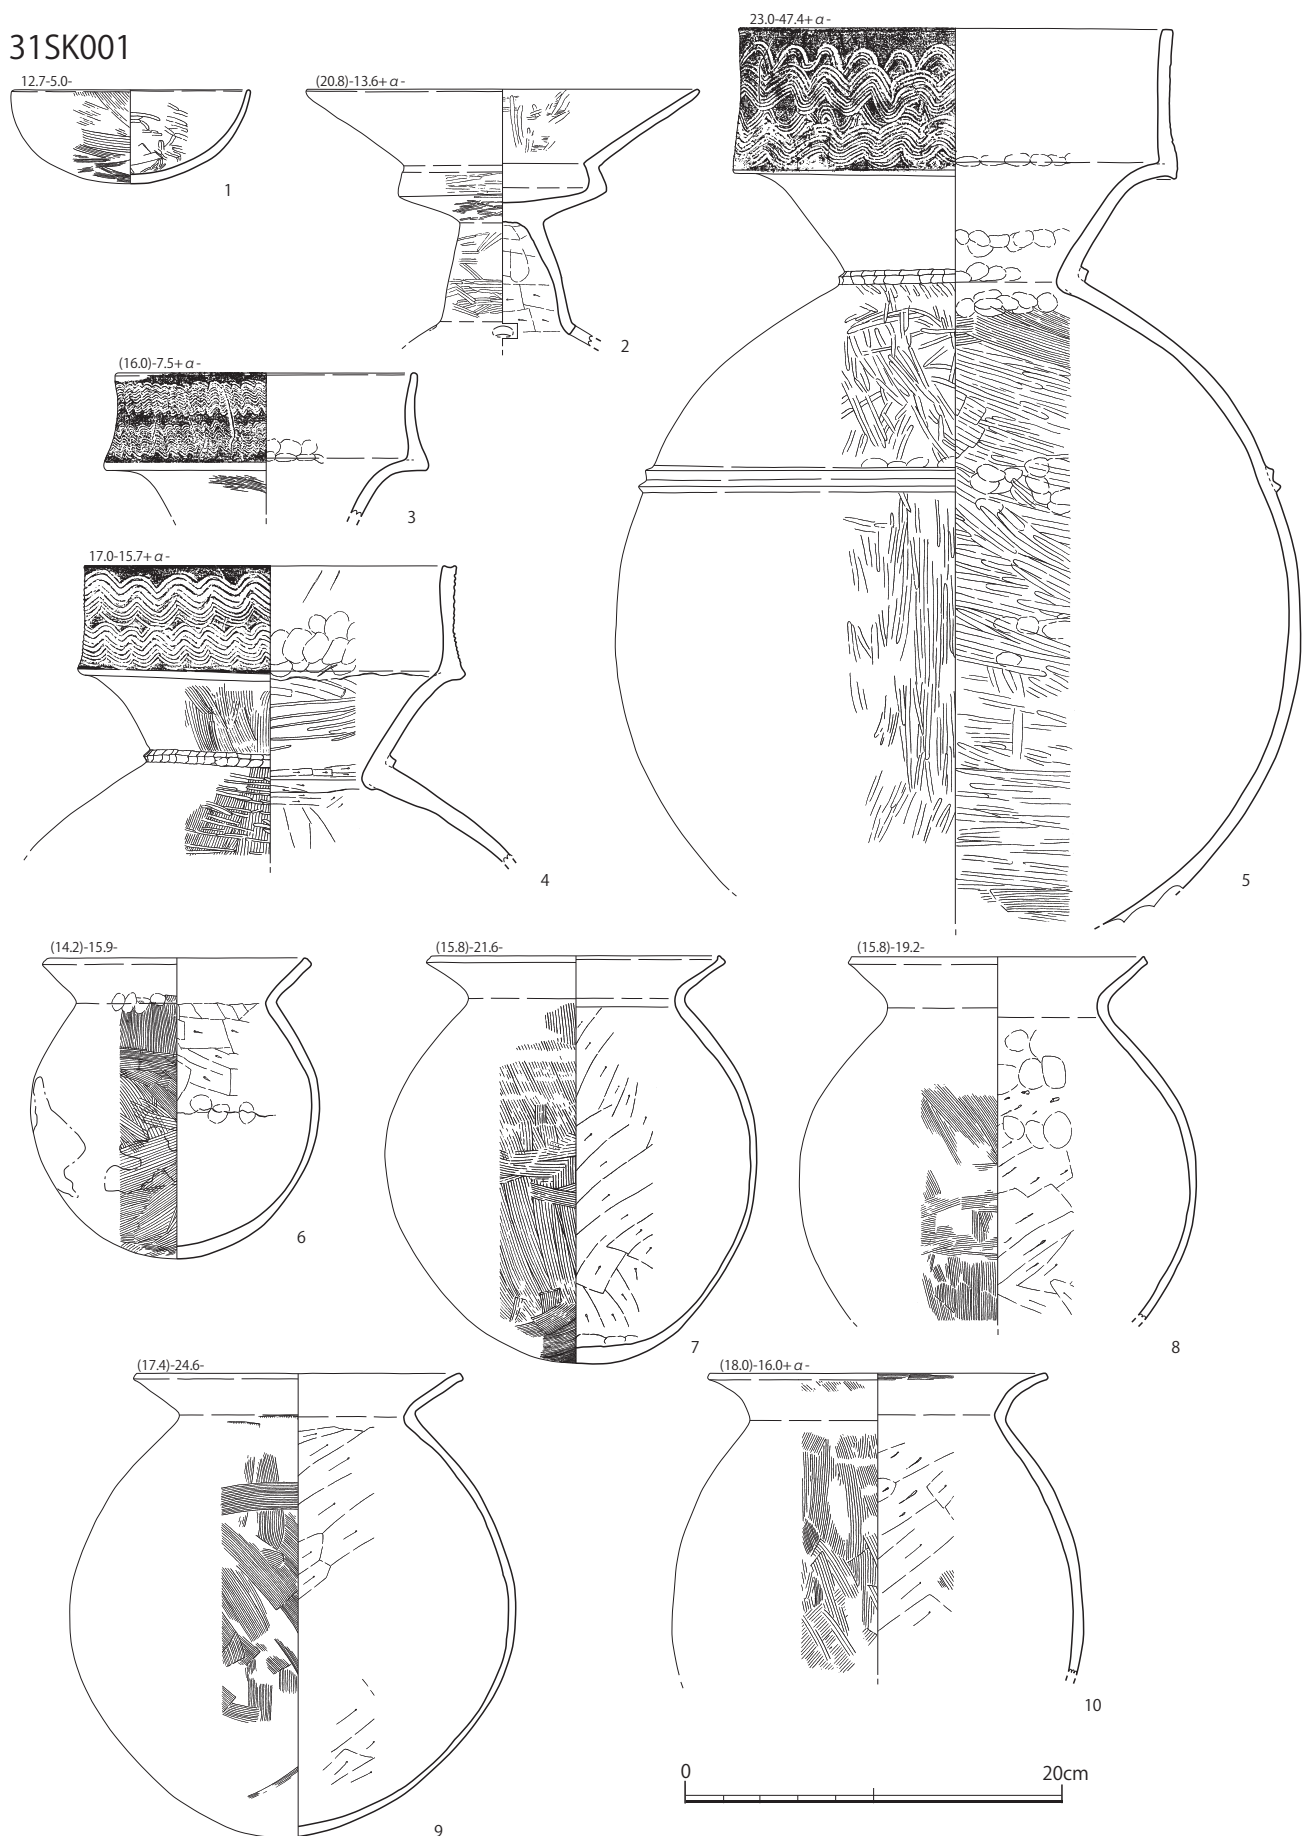 31SK001
12.7-5.0-
1
(20.8)-13.6+α-
2
(16.0)-7.5+α-
3
17.0-15.7+α-
4
23.0-47.4+α-
5
(14.2)-15.9-
6
(15.8)-21.6-
7
(15.8)-19.2-
8
(17.4)-24.6-
9
(18.0)-16.0+α-
10
0 20cm